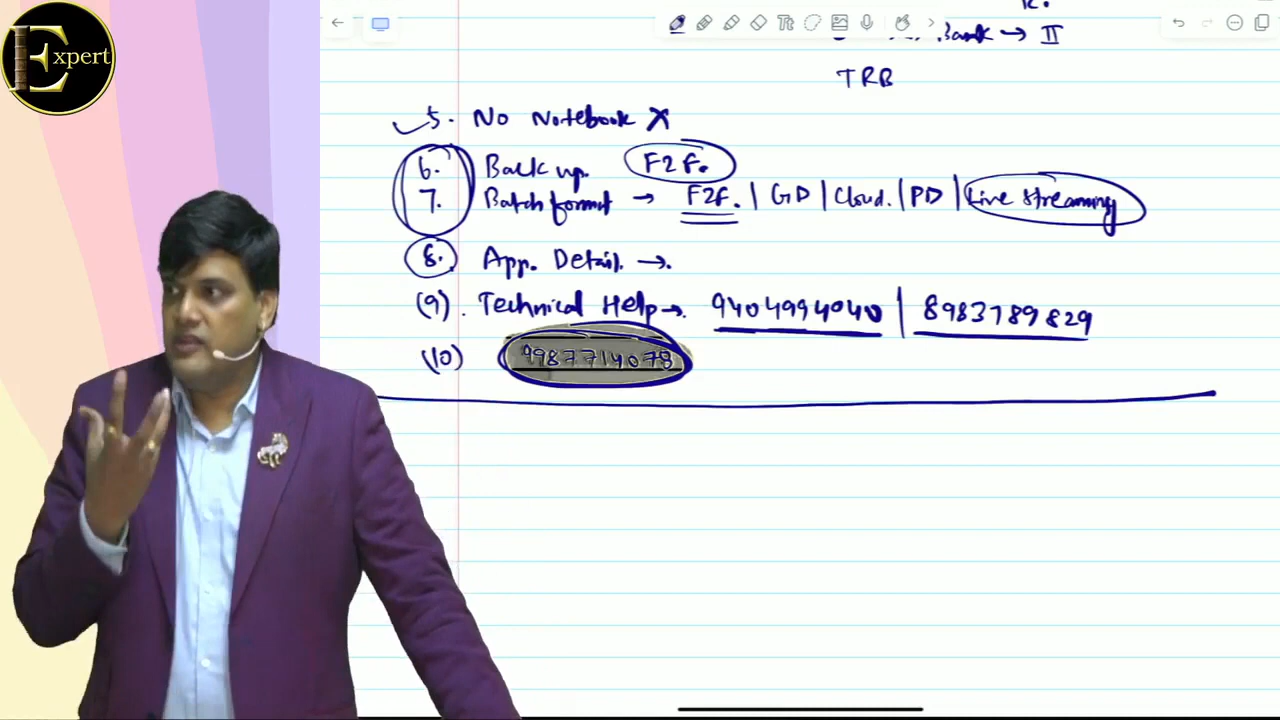 Expert
Bank → II
TRB
5. No Notebook X
6. Back up. F2F.
7. Batch format → F2F. | GD | Cloud. | PD | Live Streaming
8. App. Detail. →.
(9). Technical Help →. 9404994040 | 8983789829
(10) 9987714078